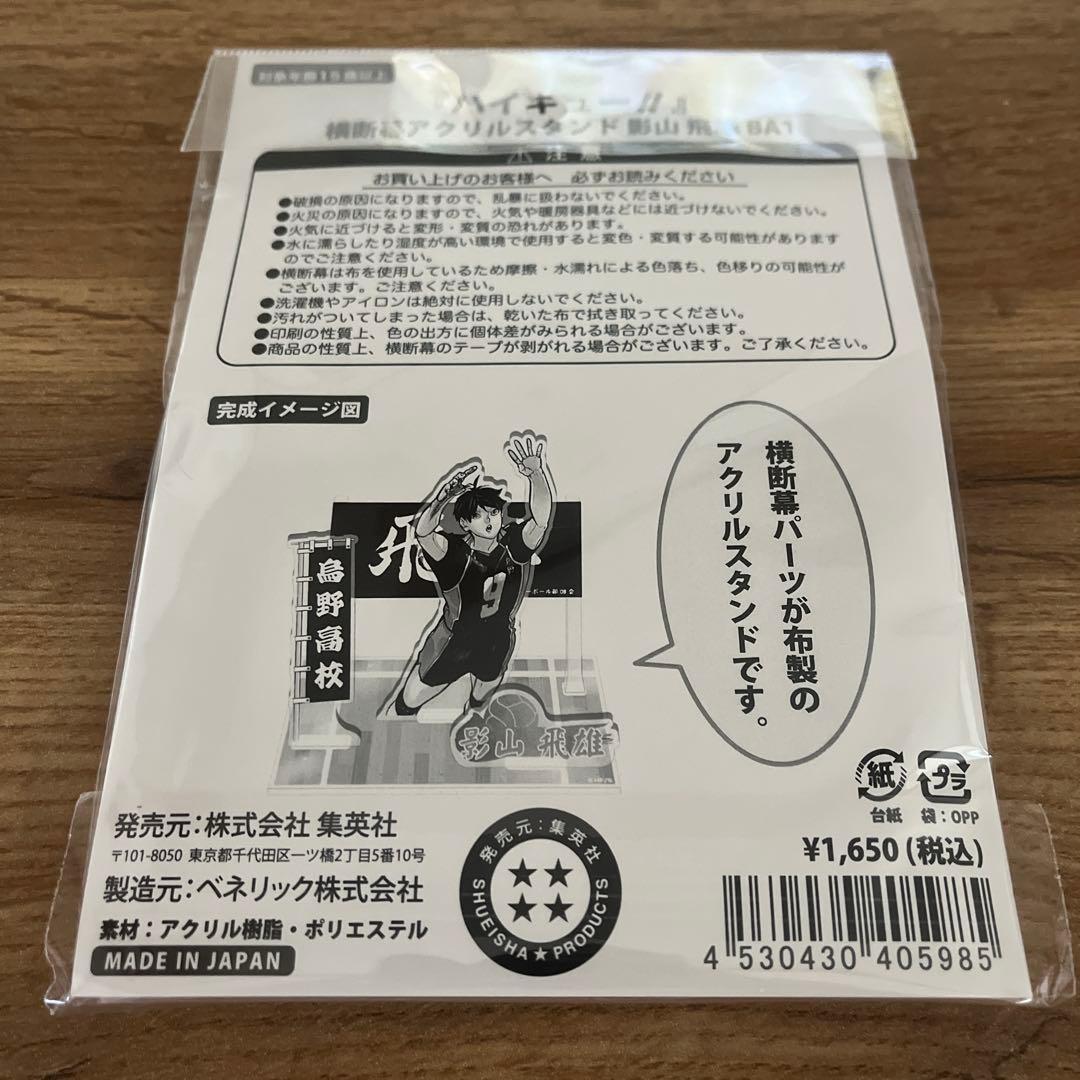 対象年齢15歳以上
『ハイキュー!!』
横断幕アクリルスタンド 影山 飛
注意
お買い上げのお客様へ 必ずお読みください
●破損の原因になりますので、乱暴に扱わないでください。
●火災の原因になりますので、火気や暖房器具などには近づけないでください。
●火気に近づけると変形・変質の恐れがあります。
●水に濡らしたり湿度が高い環境で使用すると変色・変質する可能性があります
のでご注意ください。
●横断幕は布を使用しているため摩擦・水濡れによる色落ち、色移りの可能性が
ございます。ご注意ください。
●洗濯機やアイロンは絶対に使用しないでください。
●汚れがついてしまった場合は、乾いた布で拭き取ってください。
●印刷の性質上、色の出方に個体差がみられる場合がございます。
●商品の性質上、横断幕のテープが剥がれる場合がございます。ご了承ください。
完成イメージ図
横断幕パーツが布製の
アクリルスタンドです。
飛
烏野高校
9
影山 飛雄
紙
プラ
台紙 袋：OPP
¥1,650(税込)
発売元：株式会社 集英社
〒101-8050 東京都千代田区一ツ橋2丁目5番10号
製造元：ベネリック株式会社
素材：アクリル樹脂・ポリエステル
MADE IN JAPAN
発売元：集英社
SHUEISHA★PRODUCTS
4 530430 405985